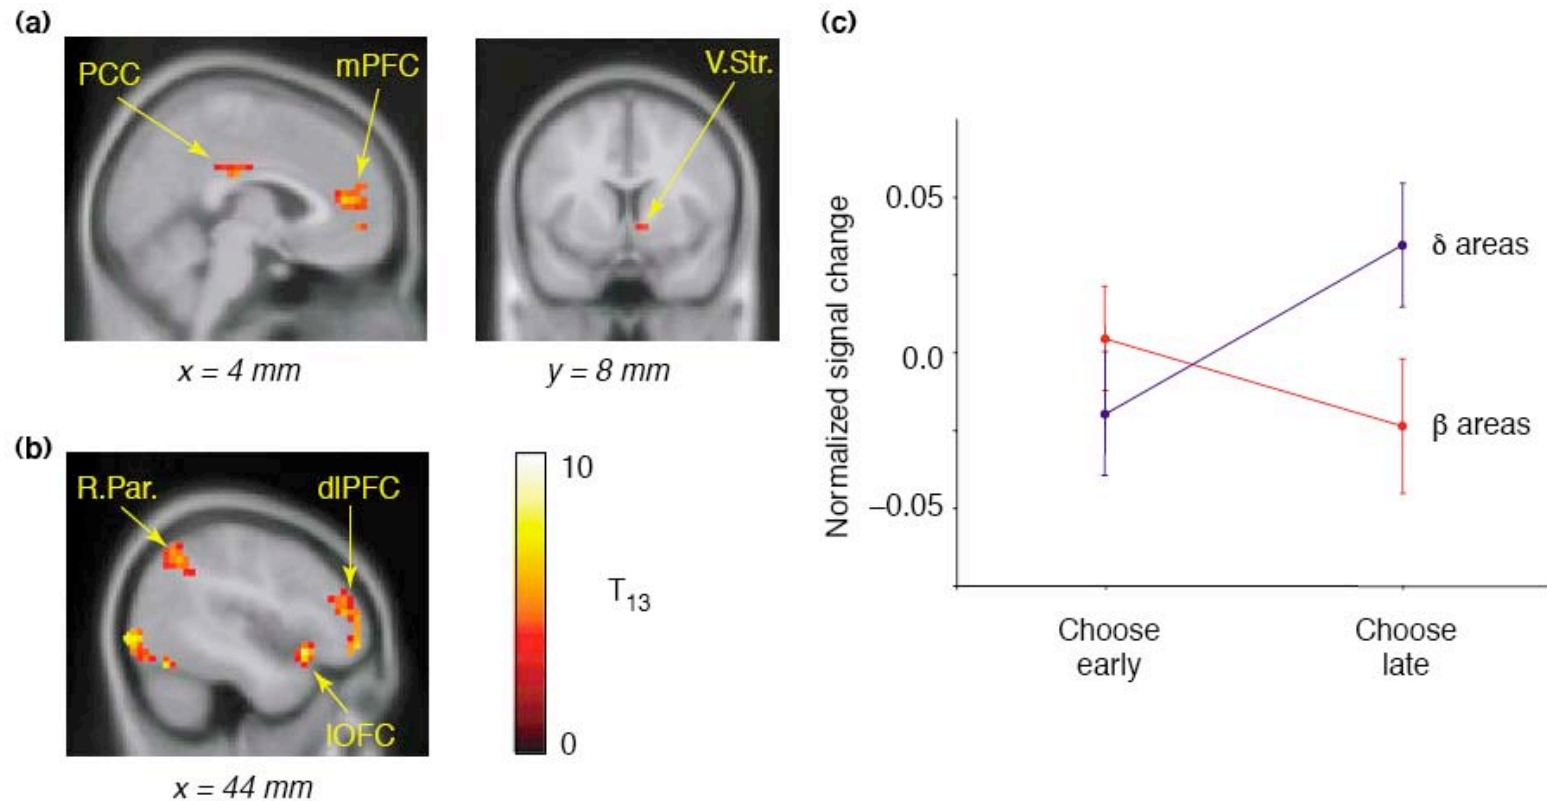 (a)
PCC
mPFC
x = 4 mm
V.Str.
y = 8 mm
(b)
R.Par.
dlPFC
lOFC
x = 44 mm
10
T13
0
(c)
Normalized signal change
0.05
0.0
–0.05
δ areas
β areas
Choose
early
Choose
late